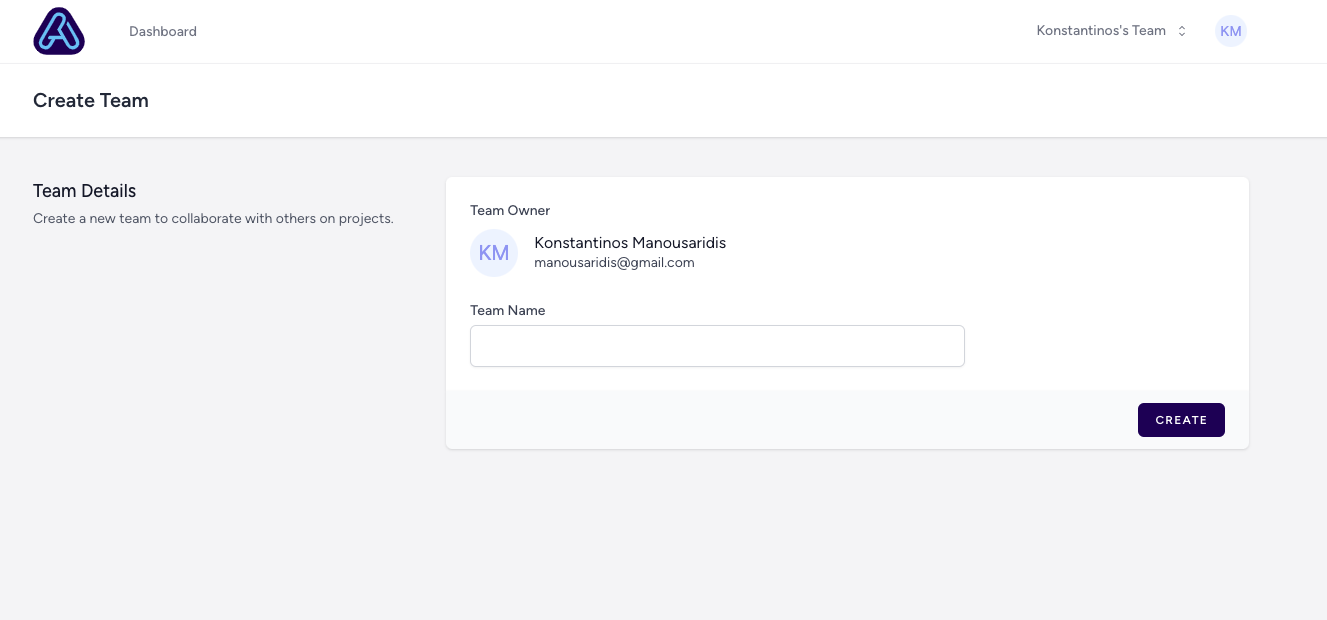 Dashboard
Konstantinos's Team
KM
Create Team
Team Details
Create a new team to collaborate with others on projects.
Team Owner
KM
Konstantinos Manousaridis
manousaridis@gmail.com
Team Name
CREATE